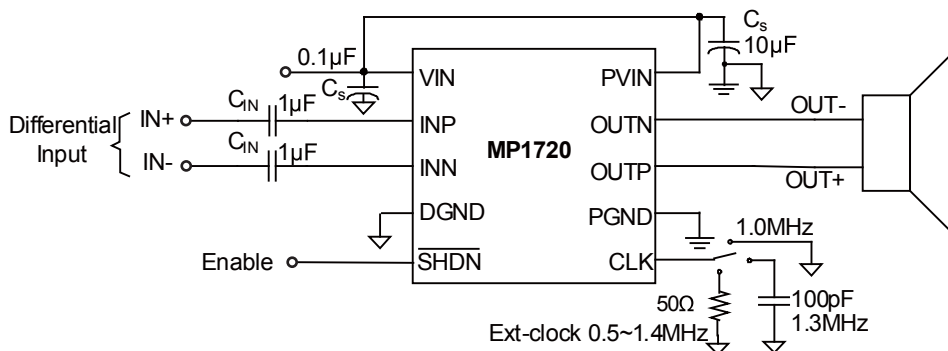 Cs
10µF
0.1µF
Cs
VIN
PVIN
Differential
Input
IN+
CIN
1µF
INP
OUTN
OUT-
MP1720
IN-
CIN
1µF
INN
OUTP
OUT+
DGND
PGND
1.0MHz
Enable
SHDN
CLK
50Ω
100pF
1.3MHz
Ext-clock 0.5~1.4MHz